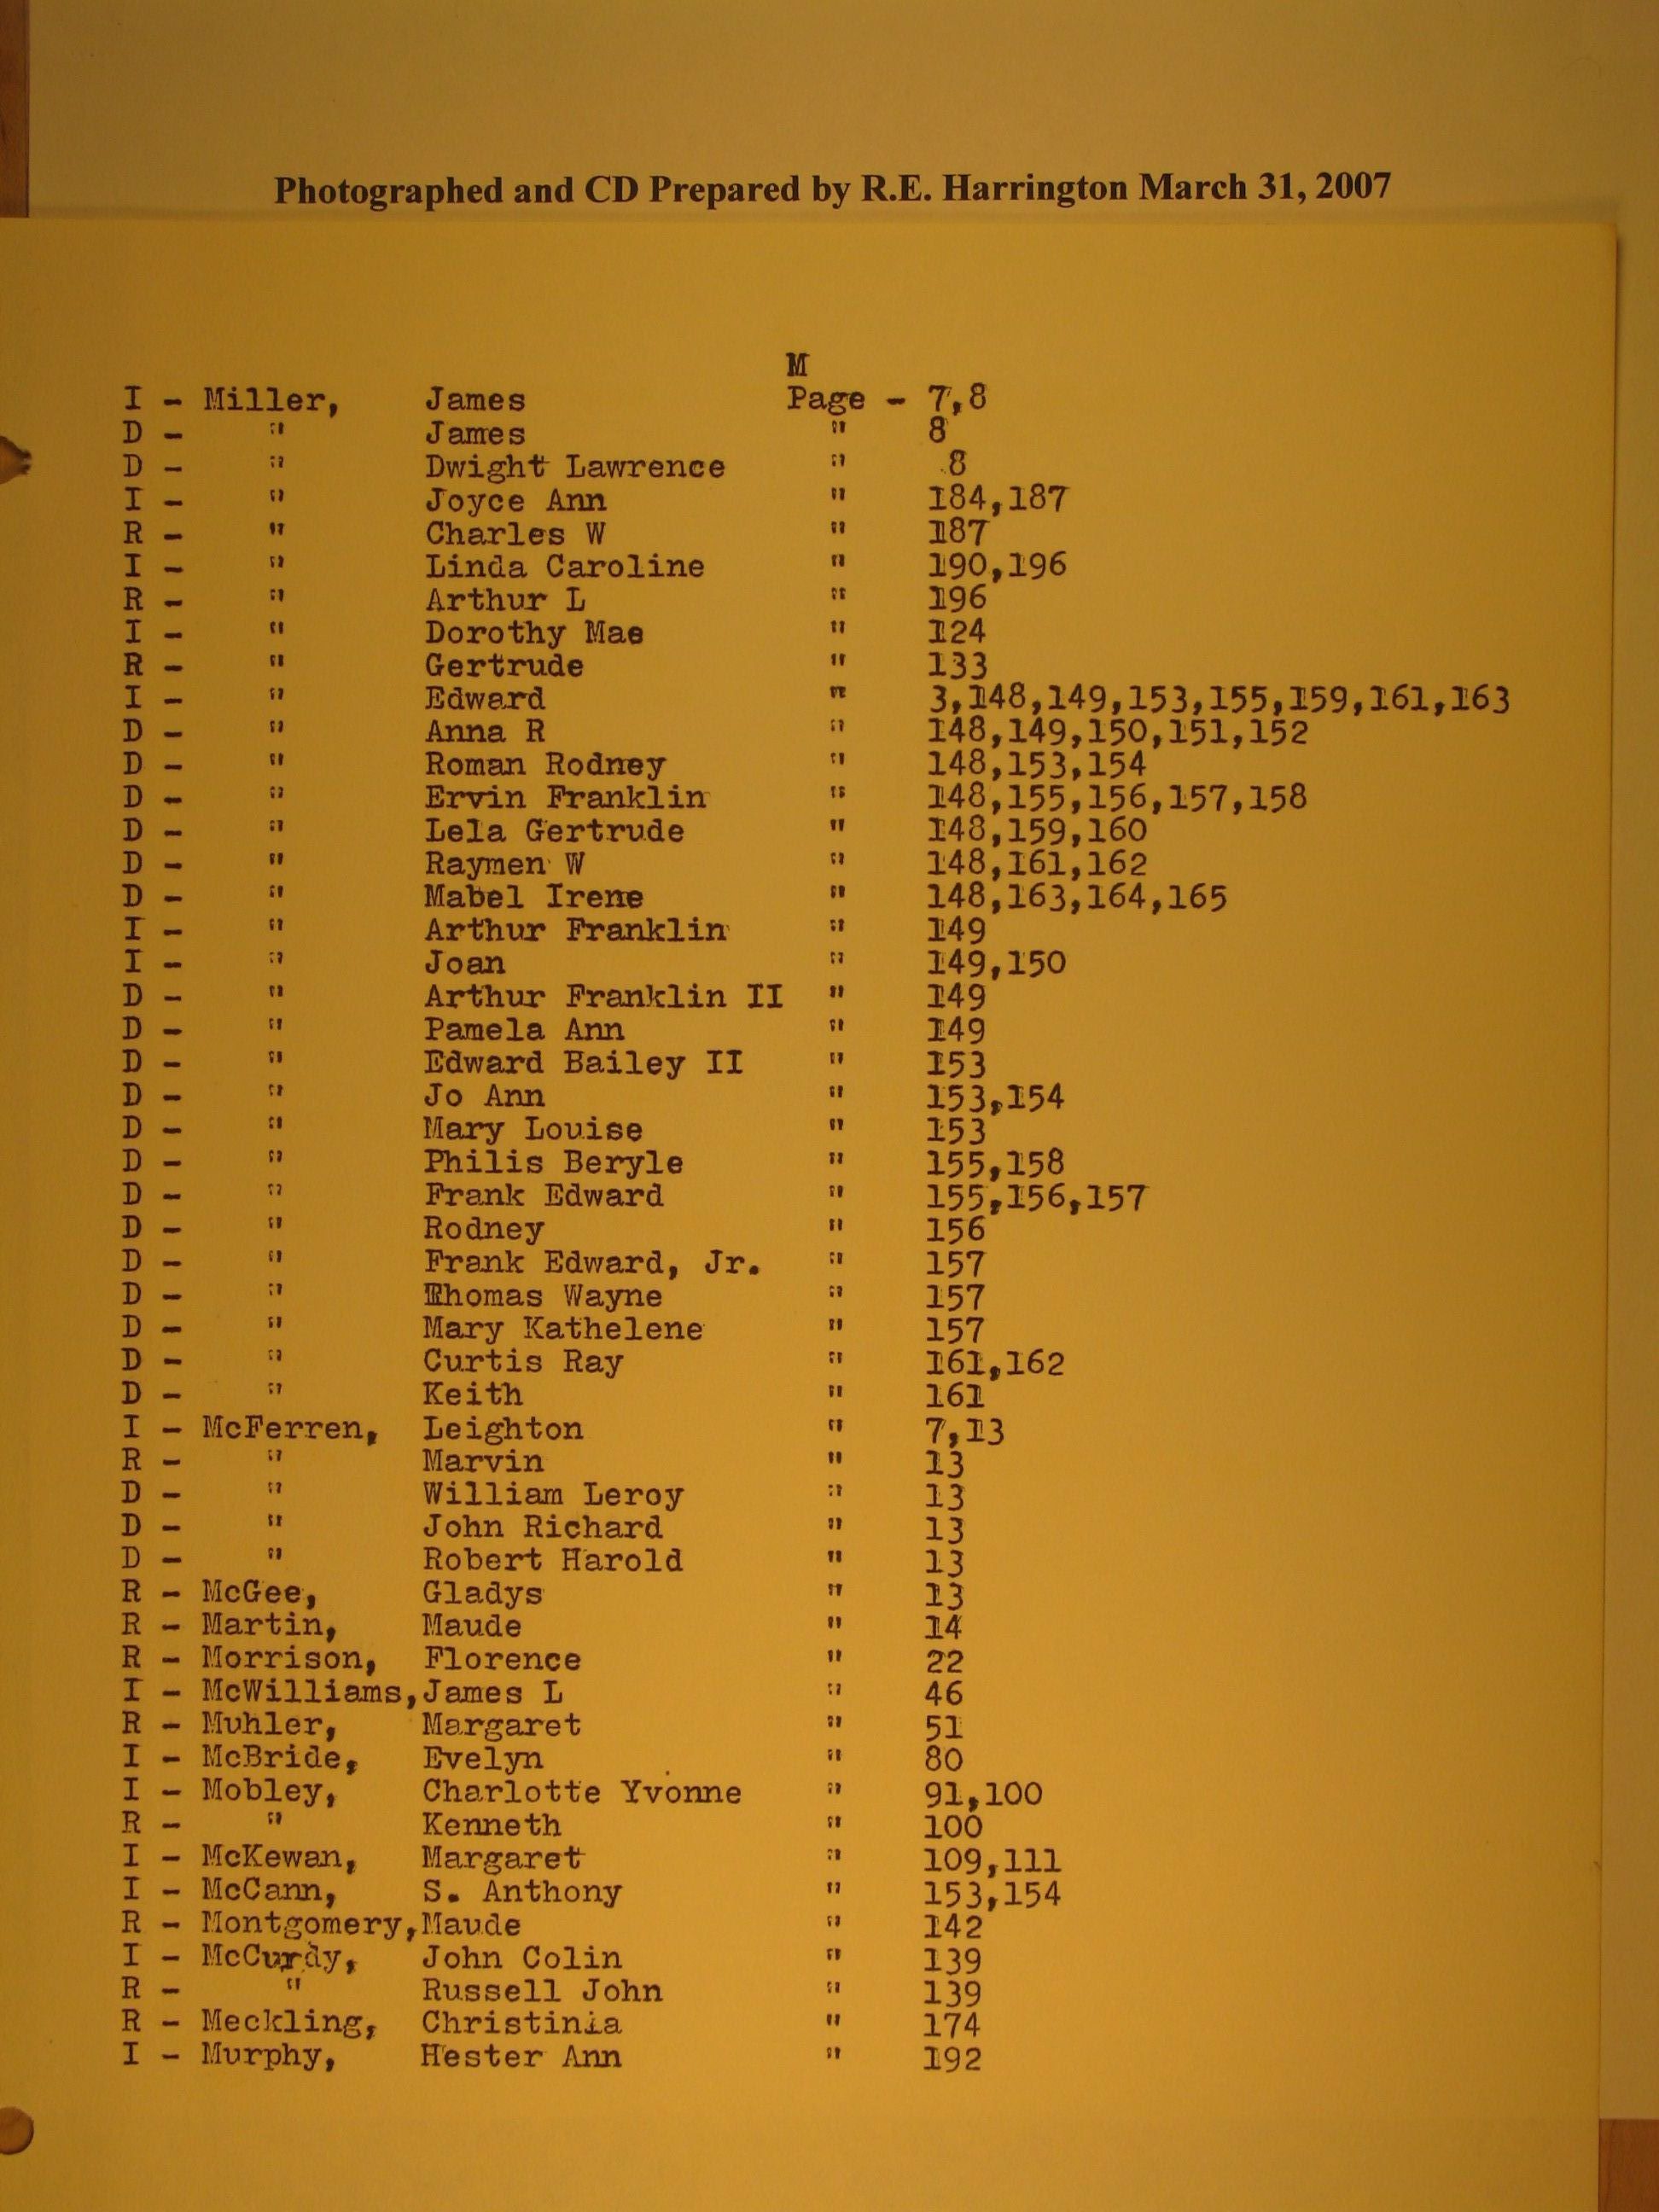 Photographed and CD Prepared by R.E. Harrington March 31, 2007
M
I - Miller, James Page - 7,8
D - " James " 8
D - " Dwight Lawrence " 8
I - " Joyce Ann " 184,187
R - " Charles W " 187
I - " Linda Caroline " 190,196
R - " Arthur L " 196
I - " Dorothy Mae " 124
R - " Gertrude " 133
I - " Edward " 3,148,149,153,155,159,161,163
D - " Anna R " 148,149,150,151,152
D - " Roman Rodney " 148,153,154
D - " Ervin Franklin " 148,155,156,157,158
D - " Lela Gertrude " 148,159,160
D - " Raymen W " 148,161,162
D - " Mabel Irene " 148,163,164,165
I - " Arthur Franklin " 149
I - " Joan " 149,150
D - " Arthur Franklin II " 149
D - " Pamela Ann " 149
D - " Edward Bailey II " 153
D - " Jo Ann " 153,154
D - " Mary Louise " 153
D - " Philis Beryle " 155,158
D - " Frank Edward " 155,156,157
D - " Rodney " 156
D - " Frank Edward, Jr. " 157
D - " Thomas Wayne " 157
D - " Mary Kathelene " 157
D - " Curtis Ray " 161,162
D - " Keith " 161
I - McFerren, Leighton " 7,13
R - " Marvin " 13
D - " William Leroy " 13
D - " John Richard " 13
D - " Robert Harold " 13
R - McGee, Gladys " 13
R - Martin, Maude " 14
R - Morrison, Florence " 22
I - McWilliams, James L " 46
R - Muhler, Margaret " 51
I - McBride, Evelyn " 80
I - Mobley, Charlotte Yvonne " 91,100
R - " Kenneth " 100
I - McKewan, Margaret " 109,111
I - McCann, S. Anthony " 153,154
R - Montgomery, Maude " 142
I - McCurdy, John Colin " 139
R - " Russell John " 139
R - Meckling, Christinia " 174
I - Murphy, Hester Ann " 192